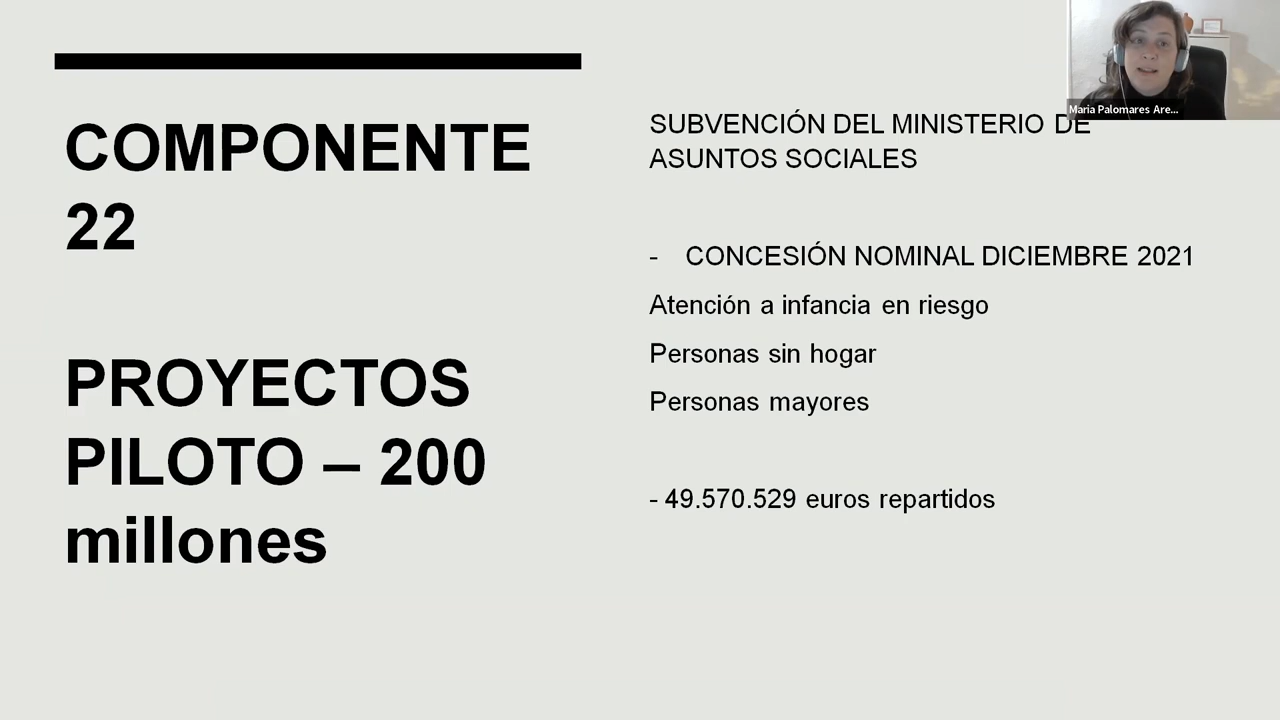 COMPONENTE
22
PROYECTOS
PILOTO – 200
millones
Maria Palomares Are...
SUBVENCIÓN DEL MINISTERIO DE
ASUNTOS SOCIALES
- CONCESIÓN NOMINAL DICIEMBRE 2021
Atención a infancia en riesgo
Personas sin hogar
Personas mayores
- 49.570.529 euros repartidos